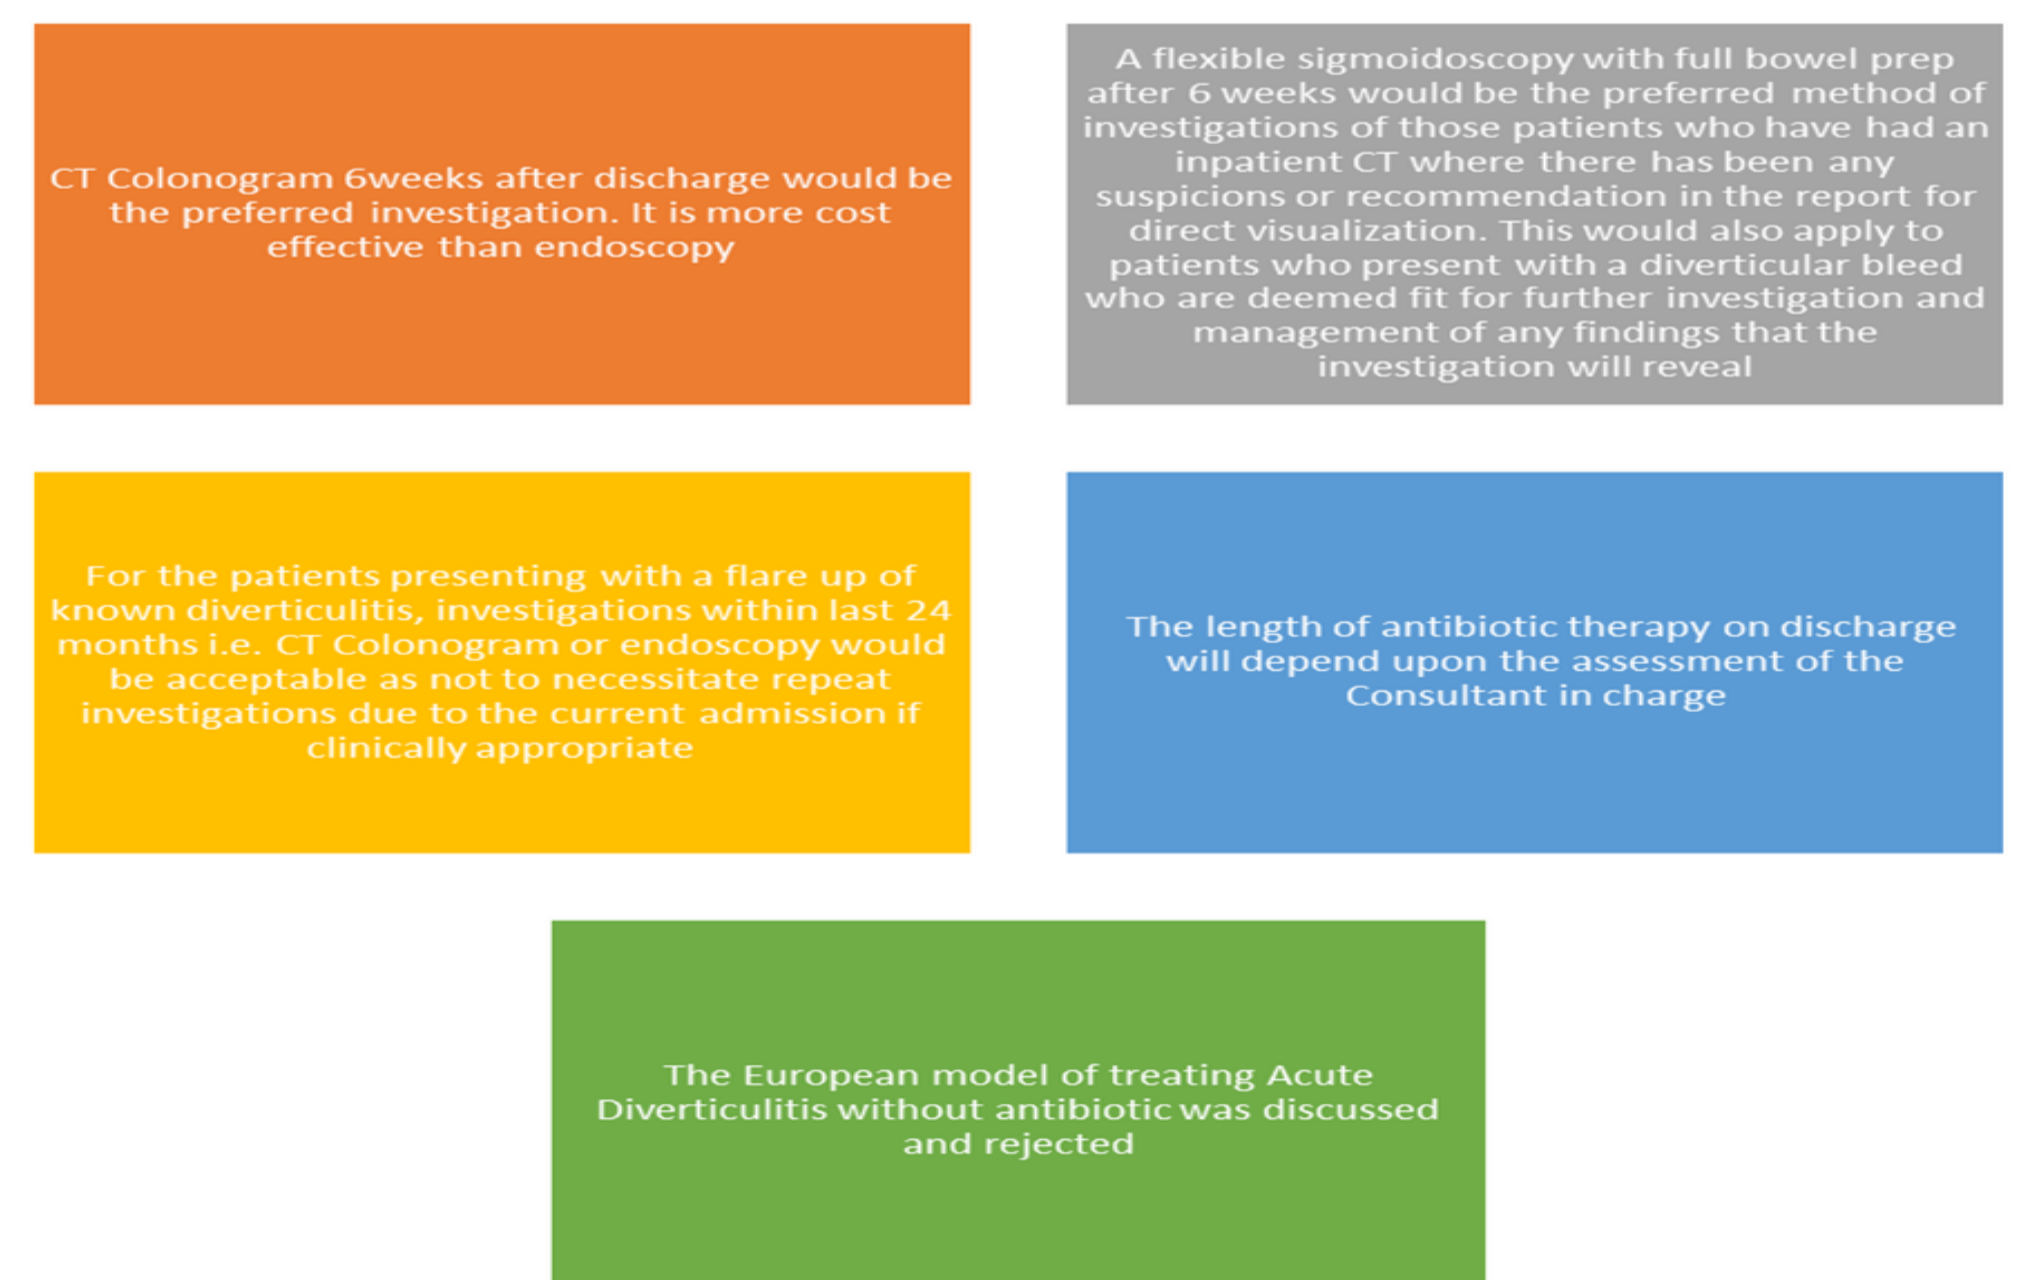 CT Colonogram 6weeks after discharge would be
the preferred investigation. It is more cost
effective than endoscopy
A flexible sigmoidoscopy with full bowel prep
after 6 weeks would be the preferred method of
investigations of those patients who have had an
inpatient CT where there has been any
suspicions or recommendation in the report for
direct visualization. This would also apply to
patients who present with a diverticular bleed
who are deemed fit for further investigation and
management of any findings that the
investigation will reveal
For the patients presenting with a flare up of
known diverticulitis, investigations within last 24
months i.e. CT Colonogram or endoscopy would
be acceptable as not to necessitate repeat
investigations due to the current admission if
clinically appropriate
The length of antibiotic therapy on discharge
will depend upon the assessment of the
Consultant in charge
The European model of treating Acute
Diverticulitis without antibiotic was discussed
and rejected